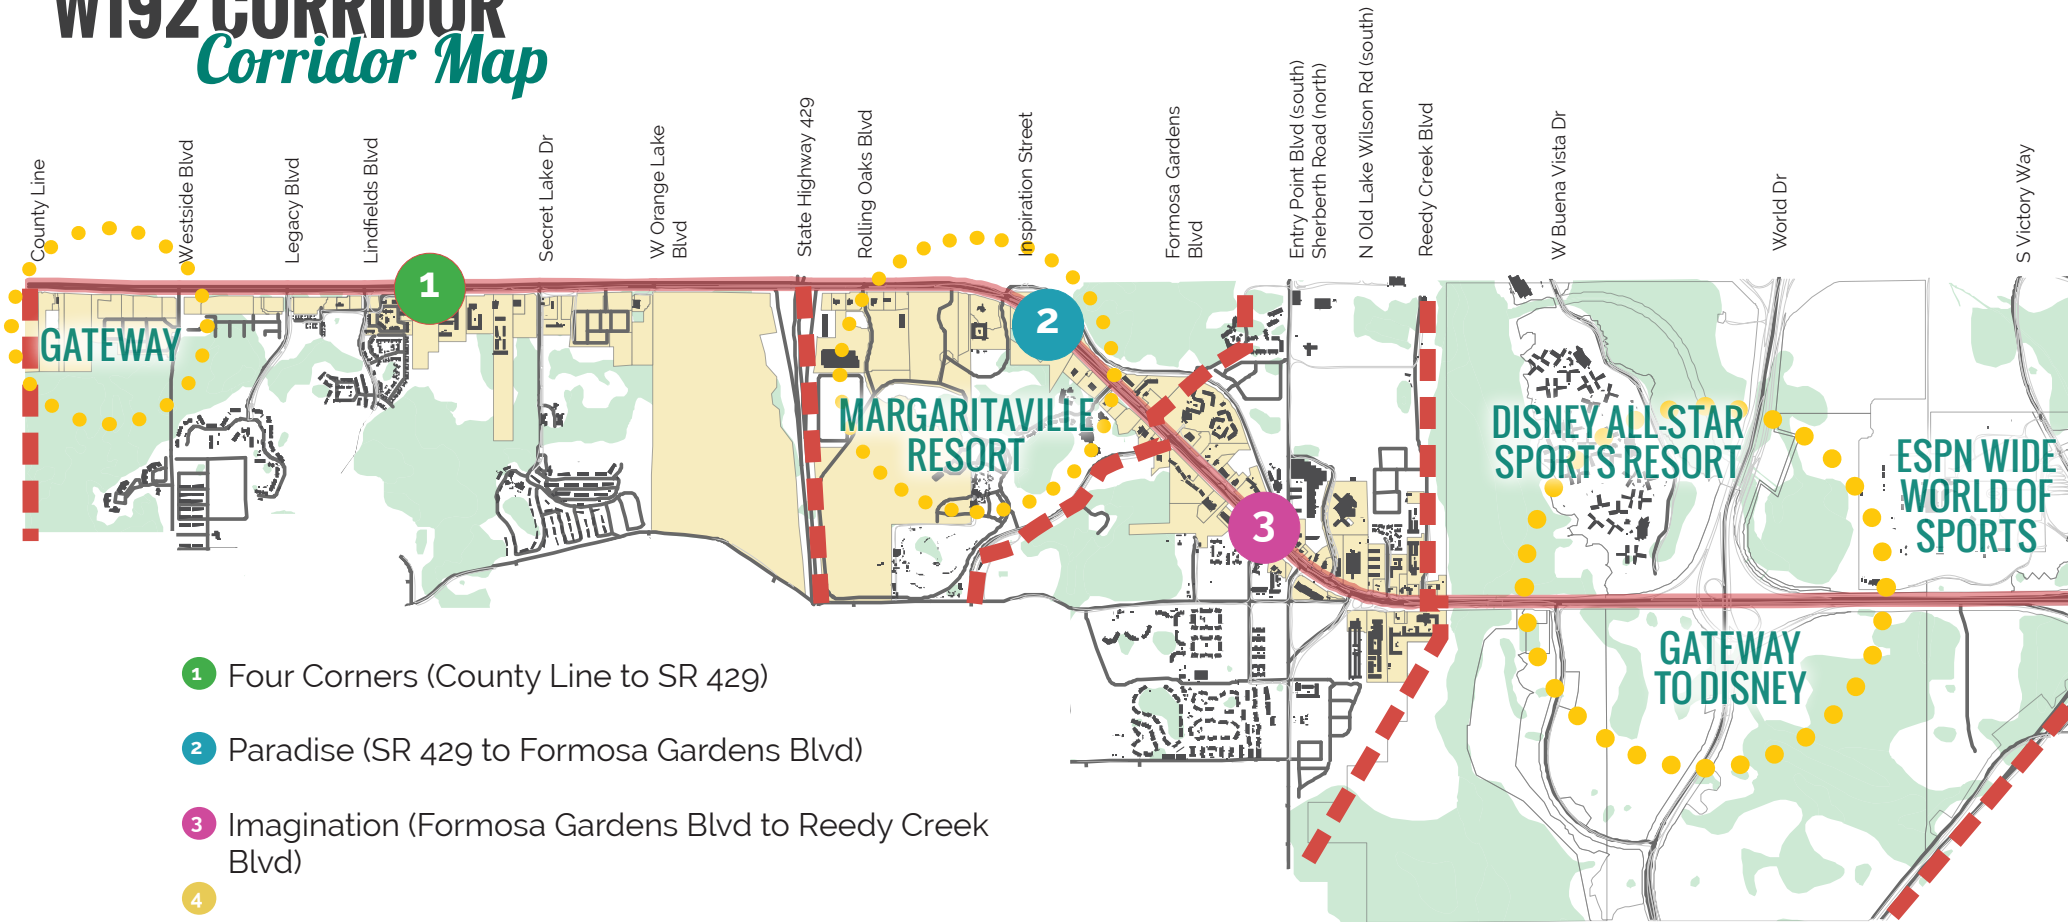 W192 CORRIDOR
Corridor Map
County Line
Westside Blvd
Legacy Blvd
Lindfields Blvd
Secret Lake Dr
W Orange Lake
Blvd
State Highway 429
Rolling Oaks Blvd
Inspiration Street
Formosa Gardens
Blvd
Entry Point Blvd (south)
Sherberth Road (north)
N Old Lake Wilson Rd (south)
Reedy Creek Blvd
W Buena Vista Dr
World Dr
S Victory Way
1
2
3
GATEWAY
MARGARITAVILLE
RESORT
DISNEY ALL-STAR
SPORTS RESORT
ESPN WIDE
WORLD OF
SPORTS
GATEWAY
TO DISNEY
1 Four Corners (County Line to SR 429)
2 Paradise (SR 429 to Formosa Gardens Blvd)
3 Imagination (Formosa Gardens Blvd to Reedy Creek
Blvd)
4